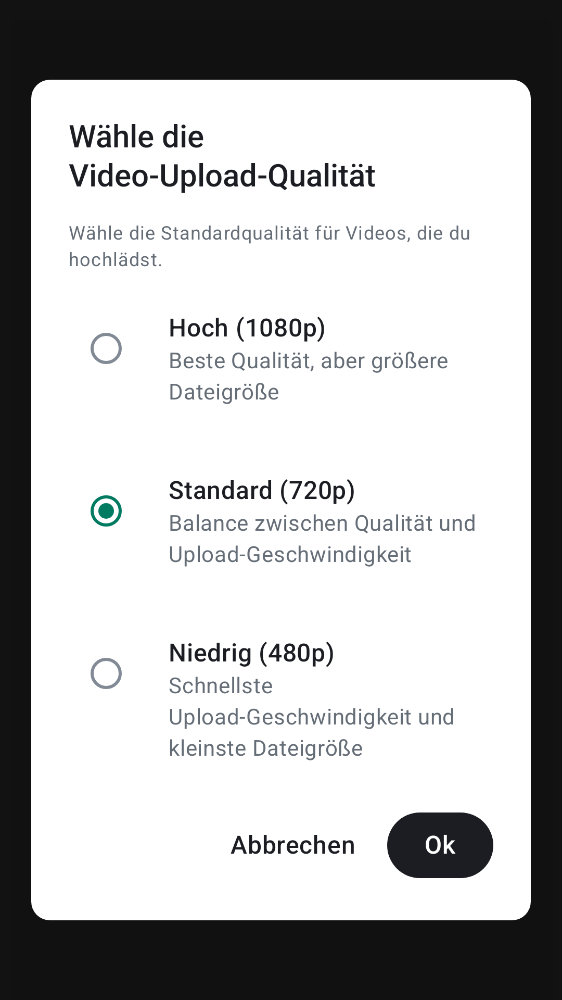 Wähle die
Video-Upload-Qualität
Wähle die Standardqualität für Videos, die du
hochlädst.
Hoch (1080p)
Beste Qualität, aber größere
Dateigröße
Standard (720p)
Balance zwischen Qualität und
Upload-Geschwindigkeit
Niedrig (480p)
Schnellste
Upload-Geschwindigkeit und
kleinste Dateigröße
Abbrechen Ok